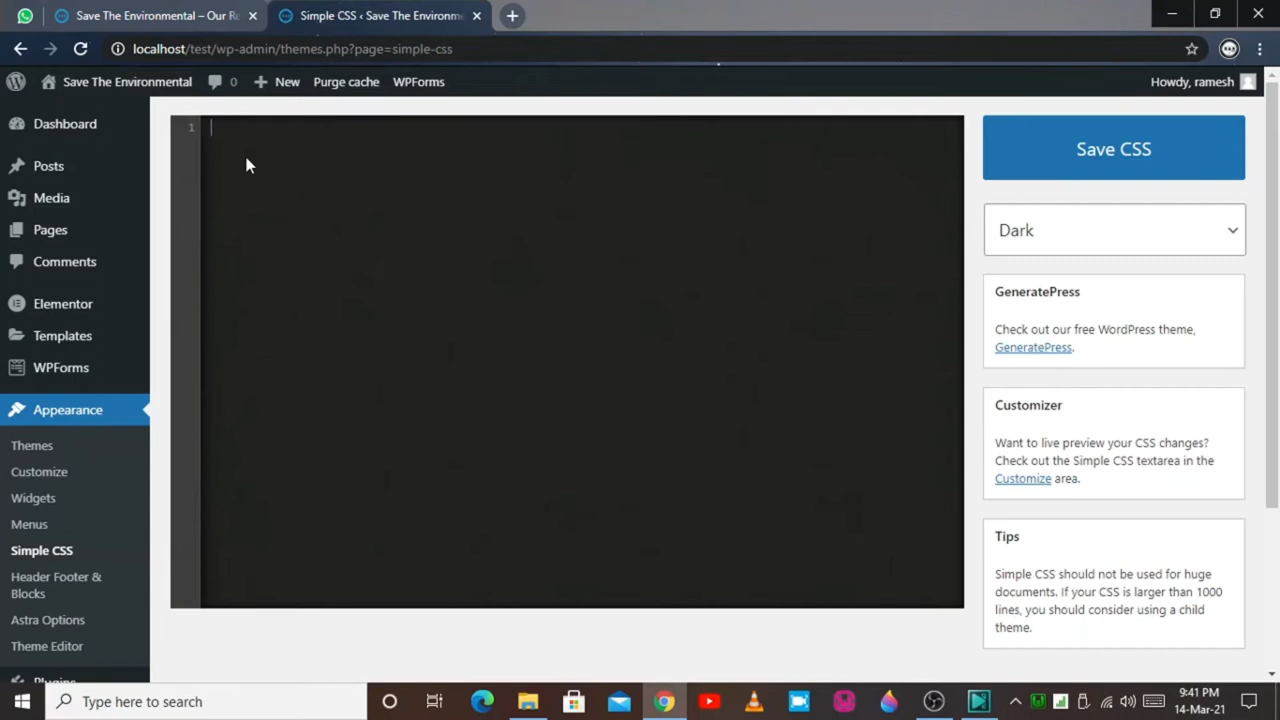 Save The Environmental – Our R
Simple CSS ‹ Save The Environm
localhost/test/wp-admin/themes.php?page=simple-css
Save The Environmental
0
New
Purge cache
WPForms
Howdy, ramesh
Dashboard
Posts
Media
Pages
Comments
Elementor
Templates
WPForms
Appearance
Themes
Customize
Widgets
Menus
Simple CSS
Header Footer &
Blocks
Astra Options
Theme Editor
Plugins
1
Save CSS
Dark
GeneratePress
Check out our free WordPress theme,
GeneratePress.
Customizer
Want to live preview your CSS changes?
Check out the Simple CSS textarea in the
Customize area.
Tips
Simple CSS should not be used for huge
documents. If your CSS is larger than 1000
lines, you should consider using a child
theme.
Type here to search
9:41 PM
14-Mar-21